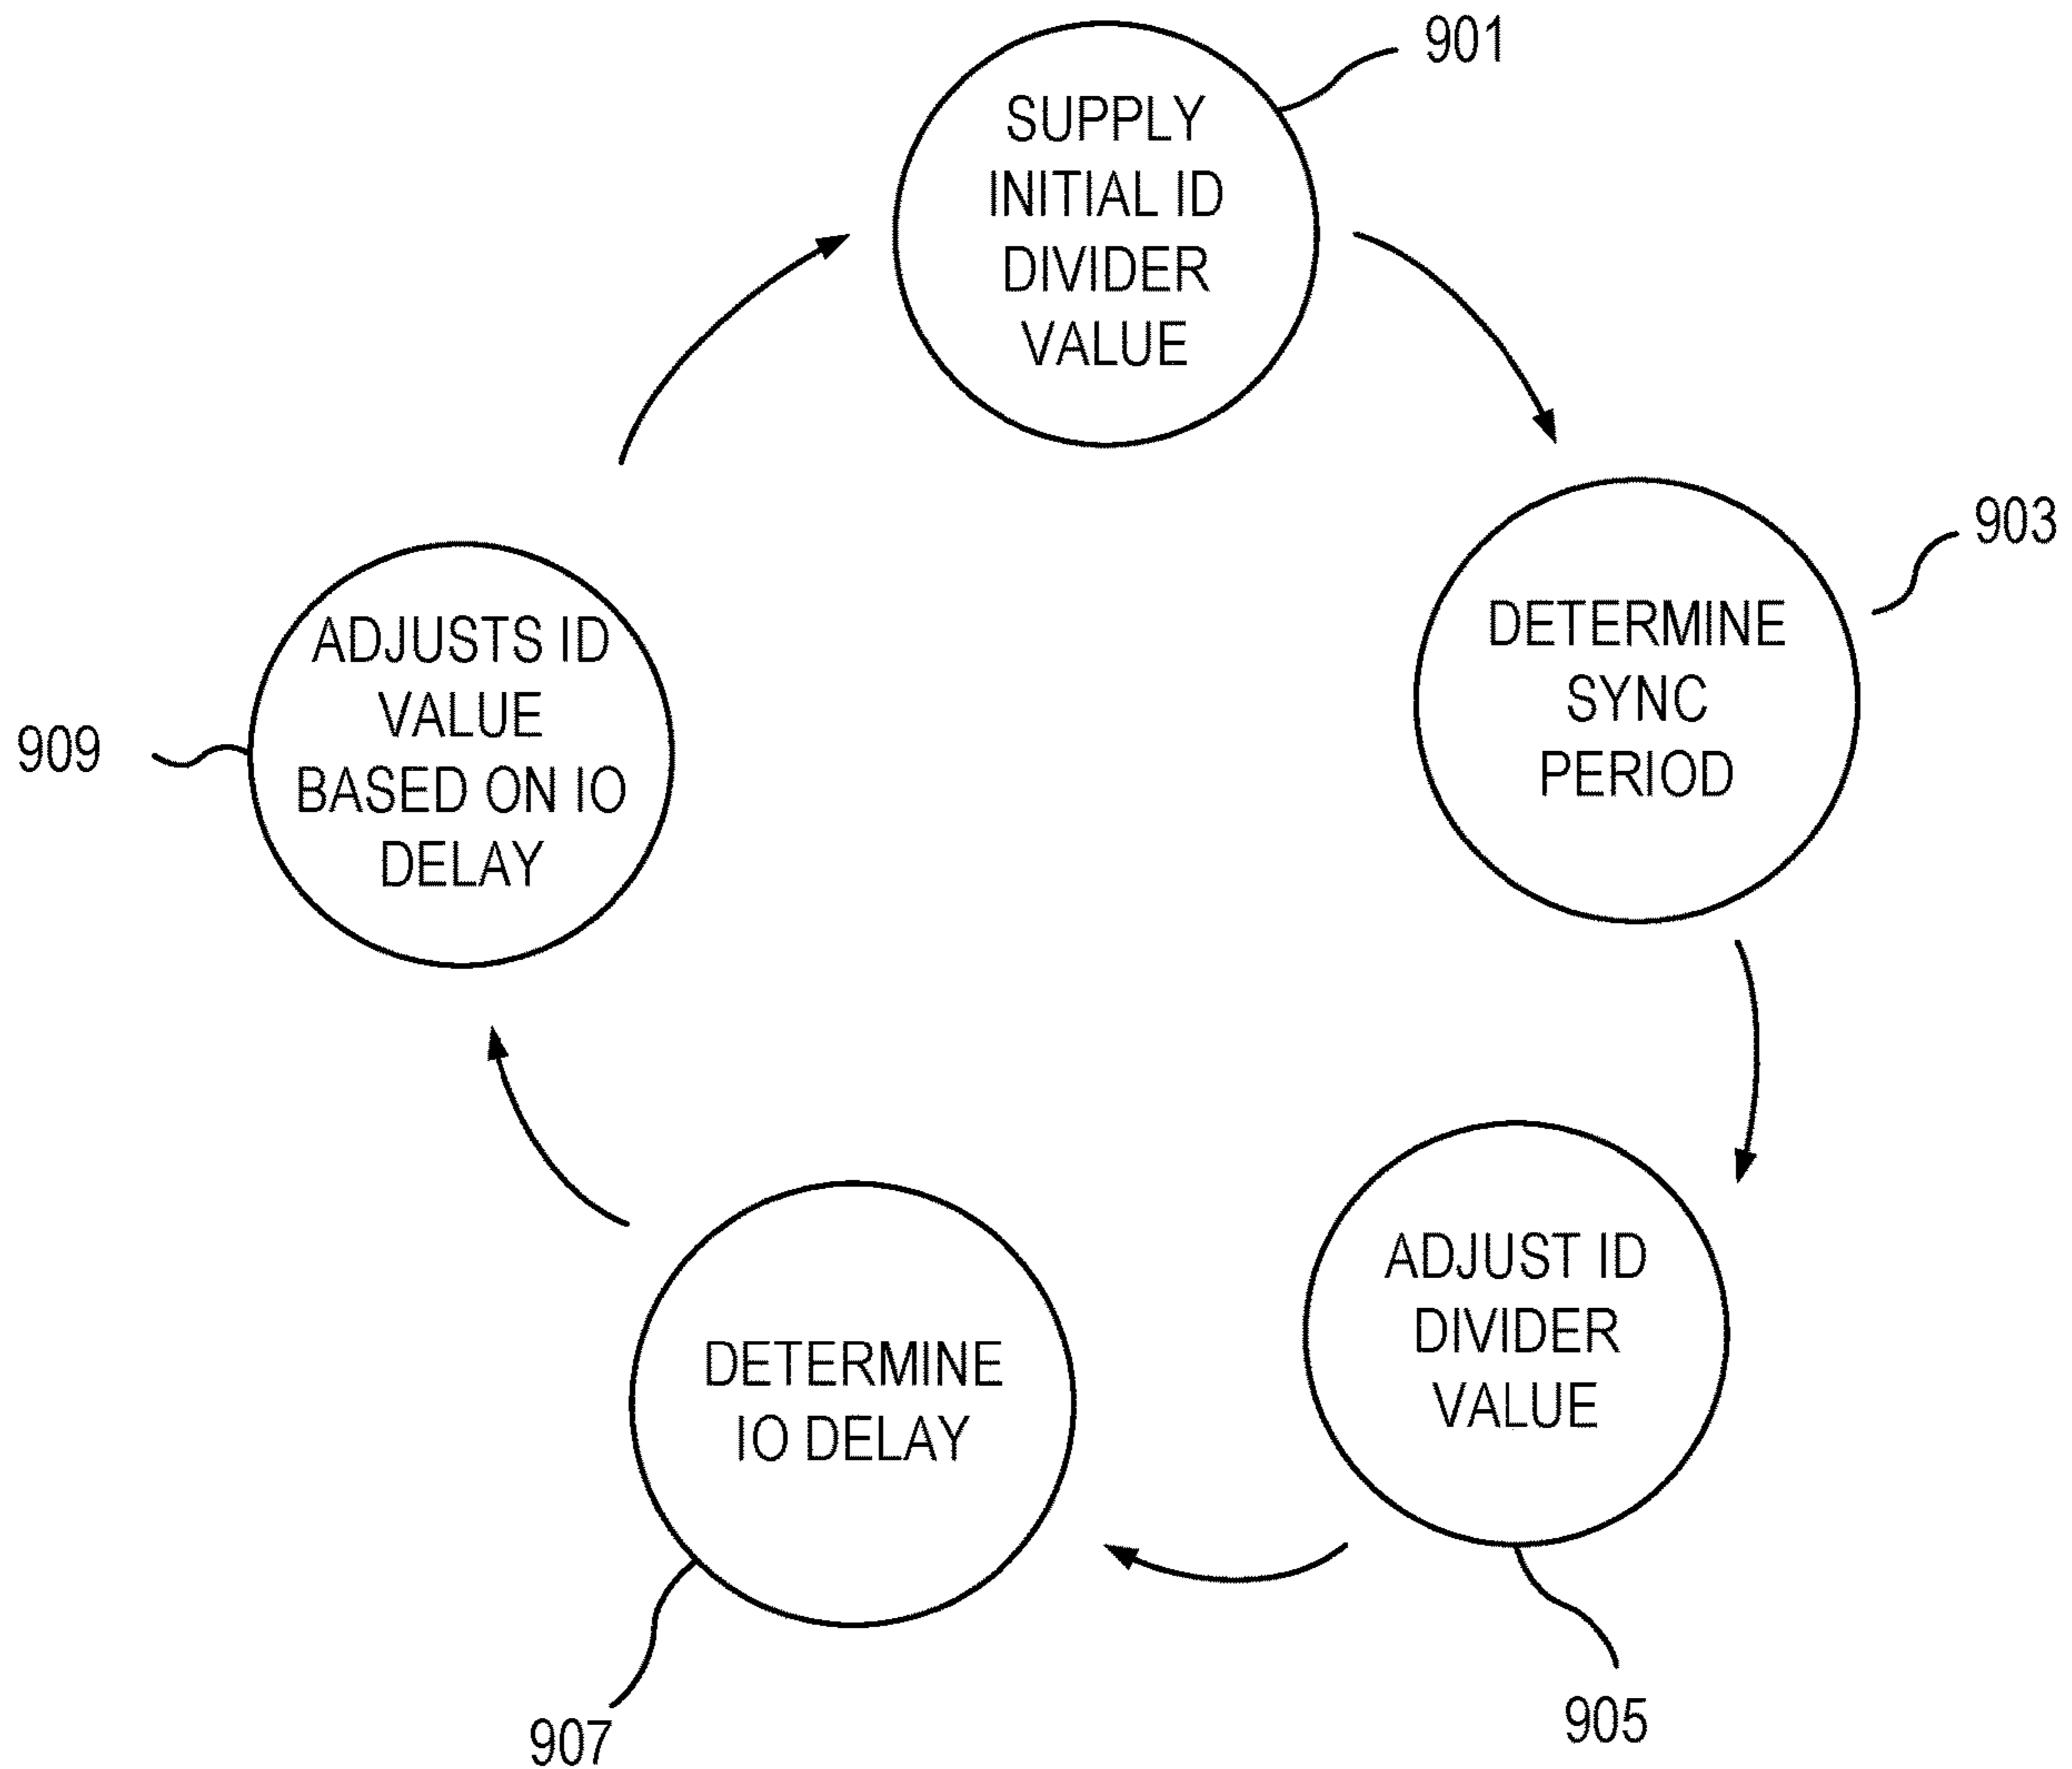 901
SUPPLY
INITIAL ID
DIVIDER
VALUE
903
DETERMINE
SYNC
PERIOD
ADJUSTS ID
VALUE
BASED ON IO
DELAY
909
ADJUST ID
DIVIDER
VALUE
905
DETERMINE
IO DELAY
907